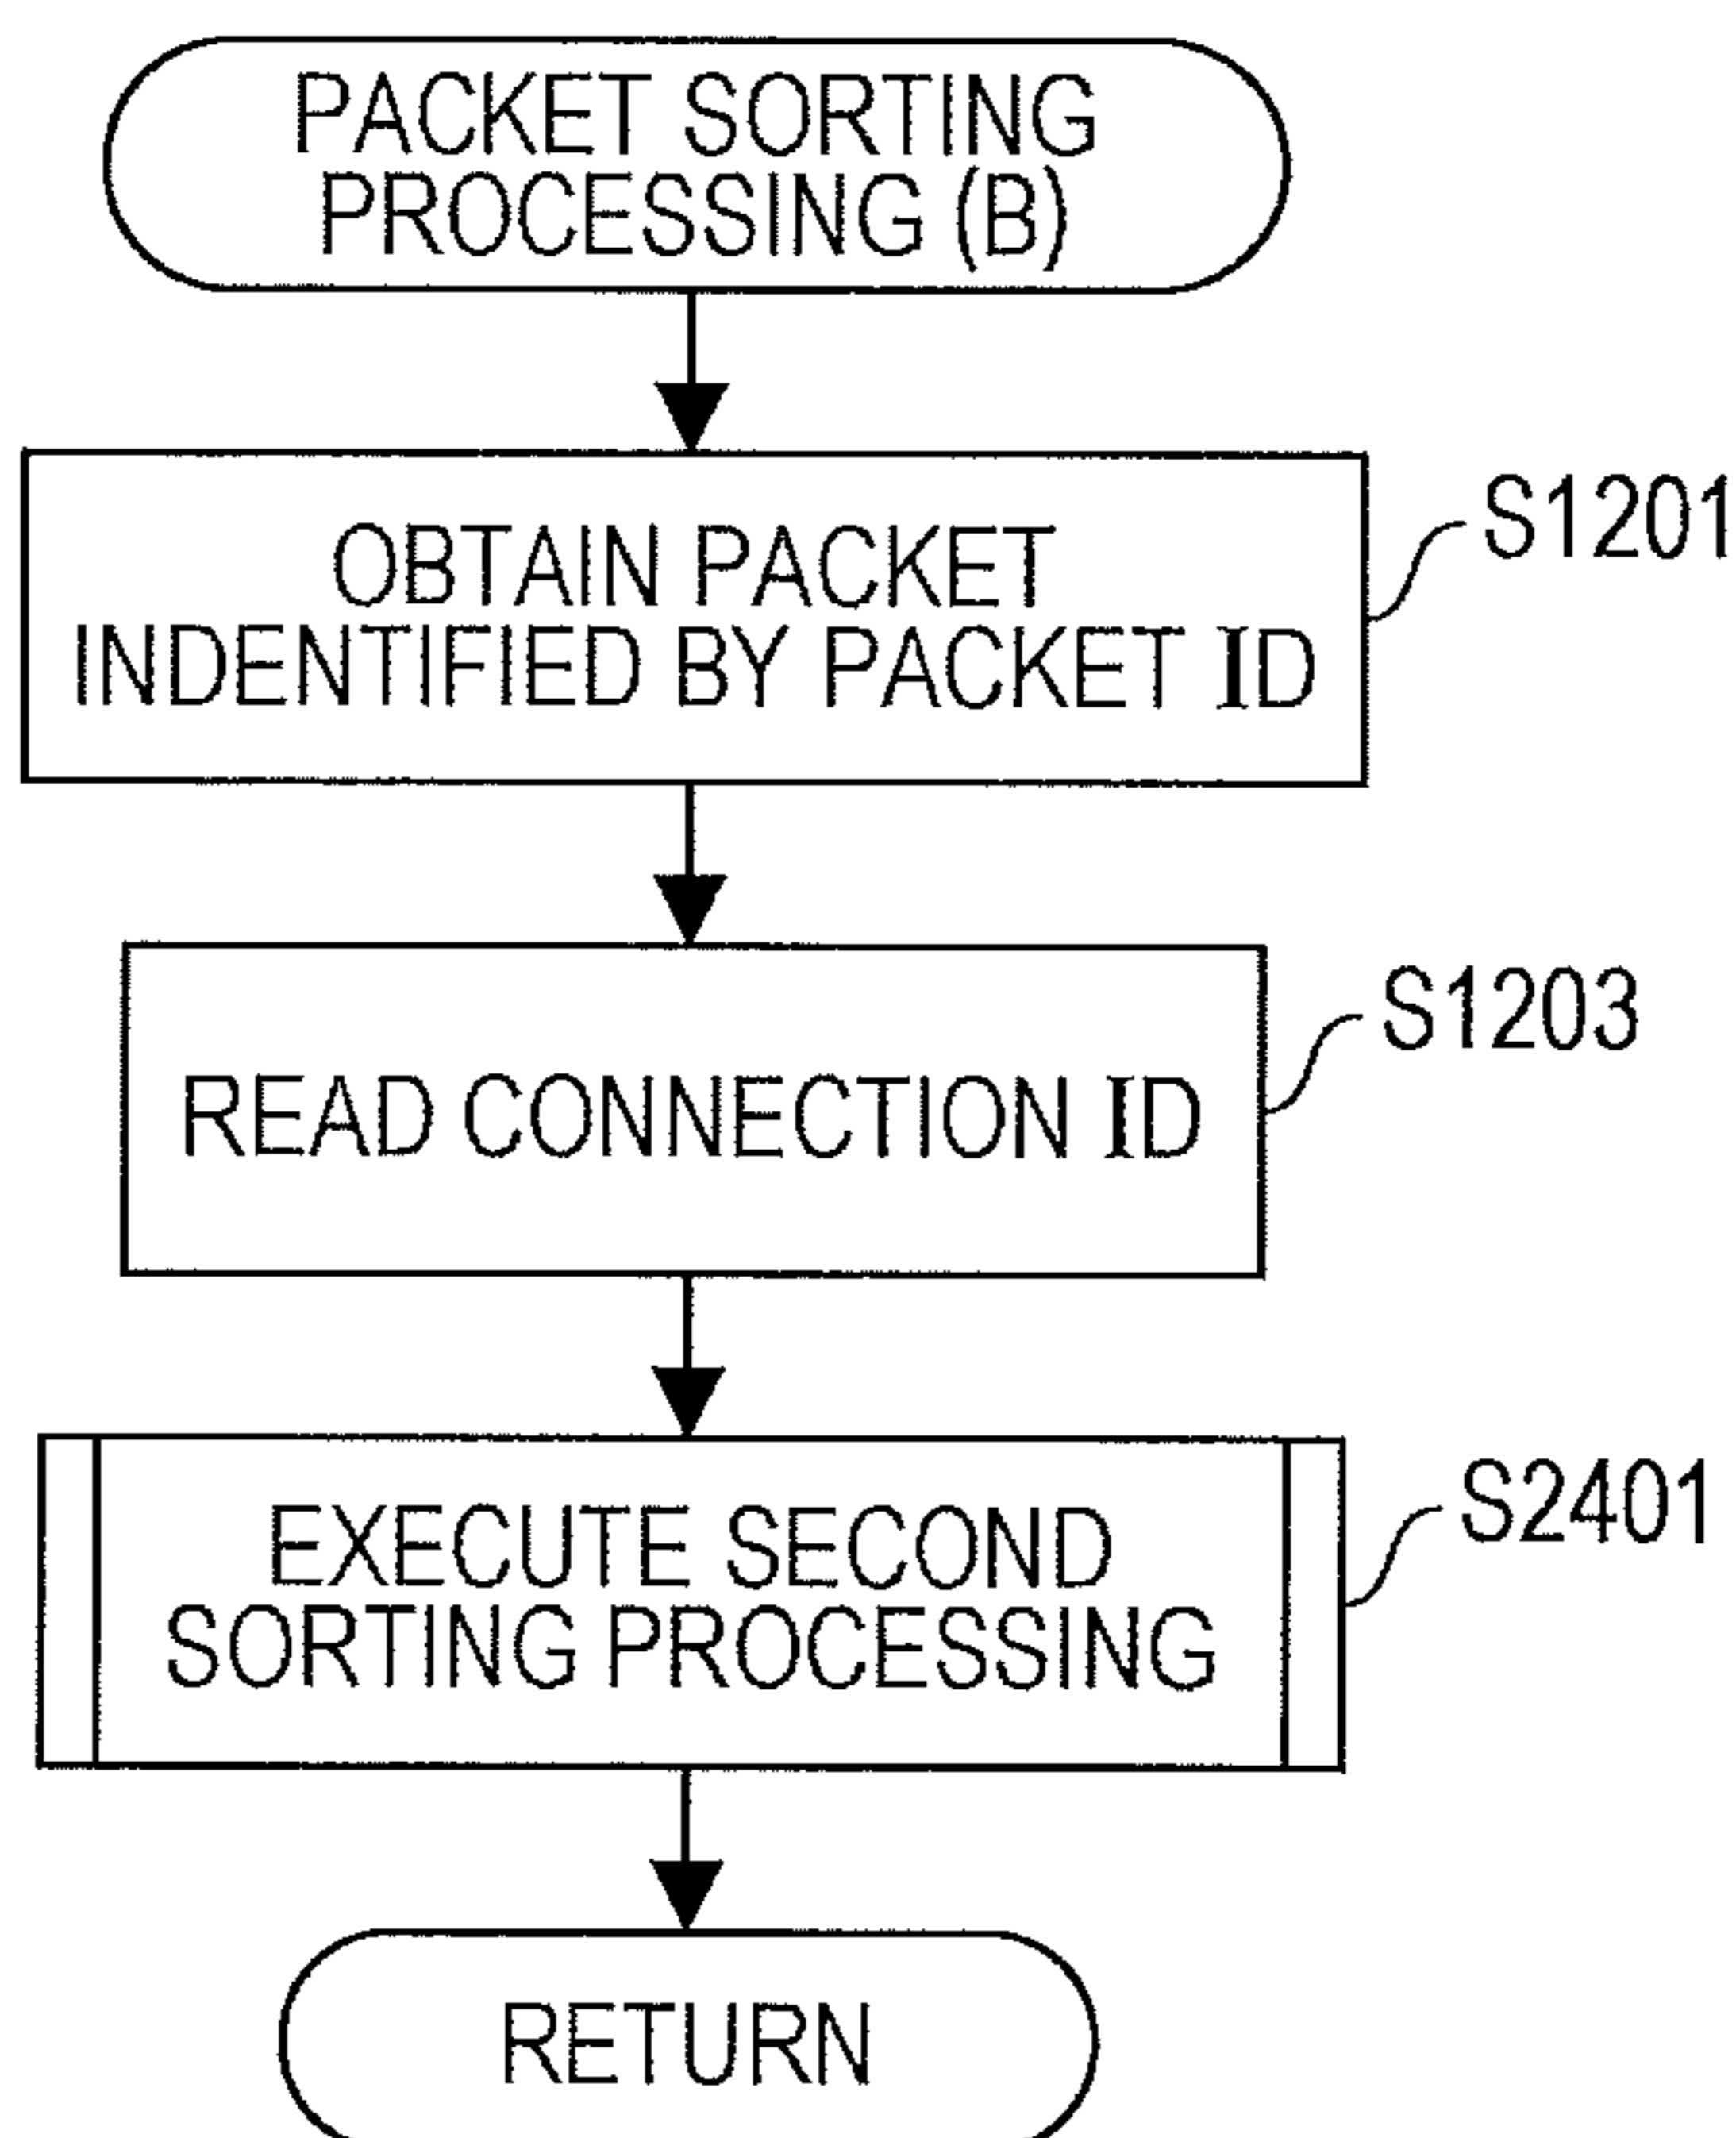 PACKET SORTING
PROCESSING (B)
OBTAIN PACKET
INDENTIFIED BY PACKET ID
S1201
READ CONNECTION ID
S1203
EXECUTE SECOND
SORTING PROCESSING
S2401
RETURN